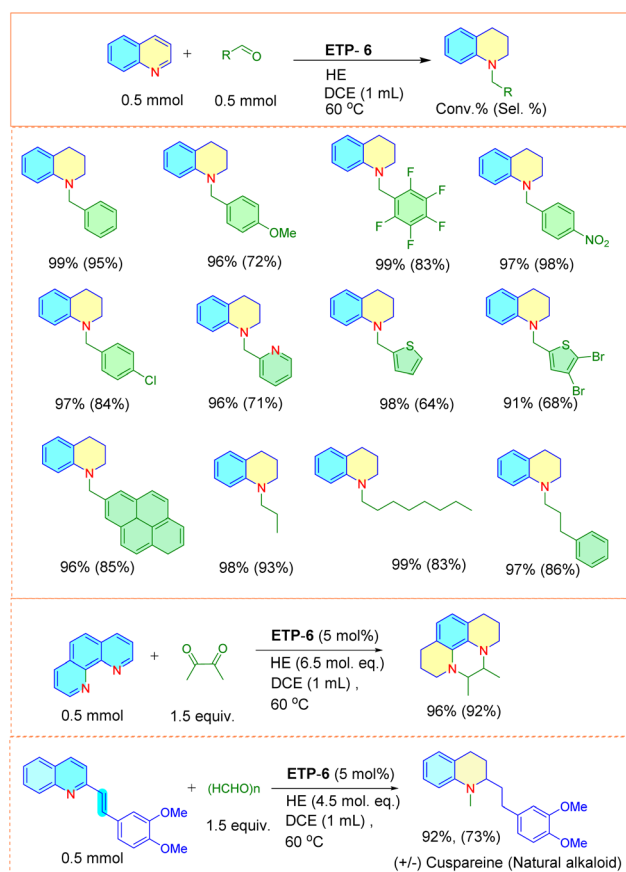 ETP- 6
N
+
R
O
HE
DCE (1 mL)
60 ºC
0.5 mmol
0.5 mmol
N
R
Conv.% (Sel. %)
N
99% (95%)
N
OMe
96% (72%)
N
F
F
F
F
F
99% (83%)
N
NO2
97% (98%)
N
Cl
97% (84%)
N
N
96% (71%)
N
S
98% (64%)
N
S
Br
Br
91% (68%)
N
96% (85%)
N
98% (93%)
N
99% (83%)
N
97% (86%)
N
N
0.5 mmol
+
O
O
1.5 equiv.
ETP-6 (5 mol%)
HE (6.5 mol. eq.)
DCE (1 mL) ,
60 ºC
N
N
96% (92%)
N
OMe
OMe
0.5 mmol
+ (HCHO)n
1.5 equiv.
ETP-6 (5 mol%)
HE (4.5 mol. eq.)
DCE (1 mL) ,
60 ºC
N
OMe
OMe
92%, (73%)
(+/-) Cuspareine (Natural alkaloid)